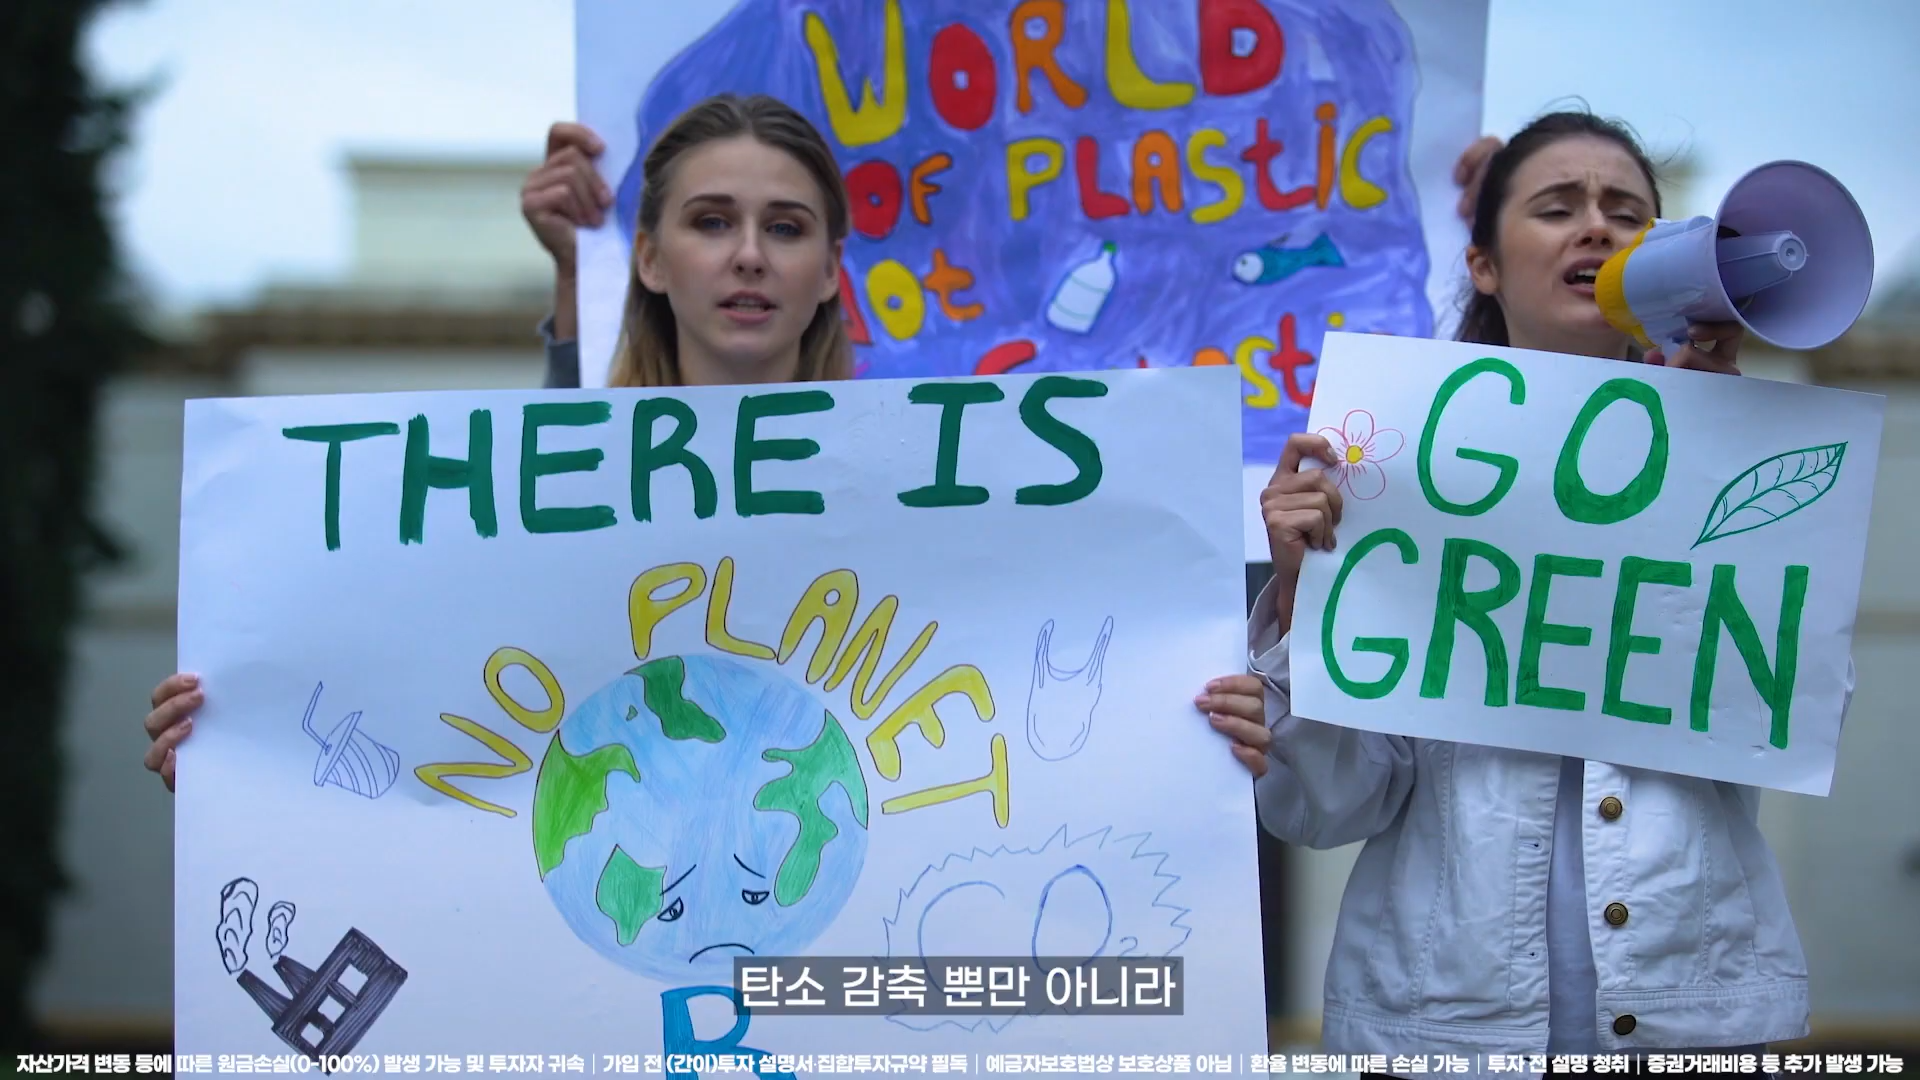 WORLD
OF PLASTIC
Not
THERE IS
NO PLANET
B
GO
GREEN
CO2
탄소 감축 뿐만 아니라
자산가격 변동 등에 따른 원금손실(0-100%) 발생 가능 및 투자자 귀속 | 가입 전 (간이)투자 설명서·집합투자규약 필독 | 예금자보호법상 보호상품 아님 | 환율 변동에 따른 손실 가능 | 투자 전 설명 청취 | 증권거래비용 등 추가 발생 가능